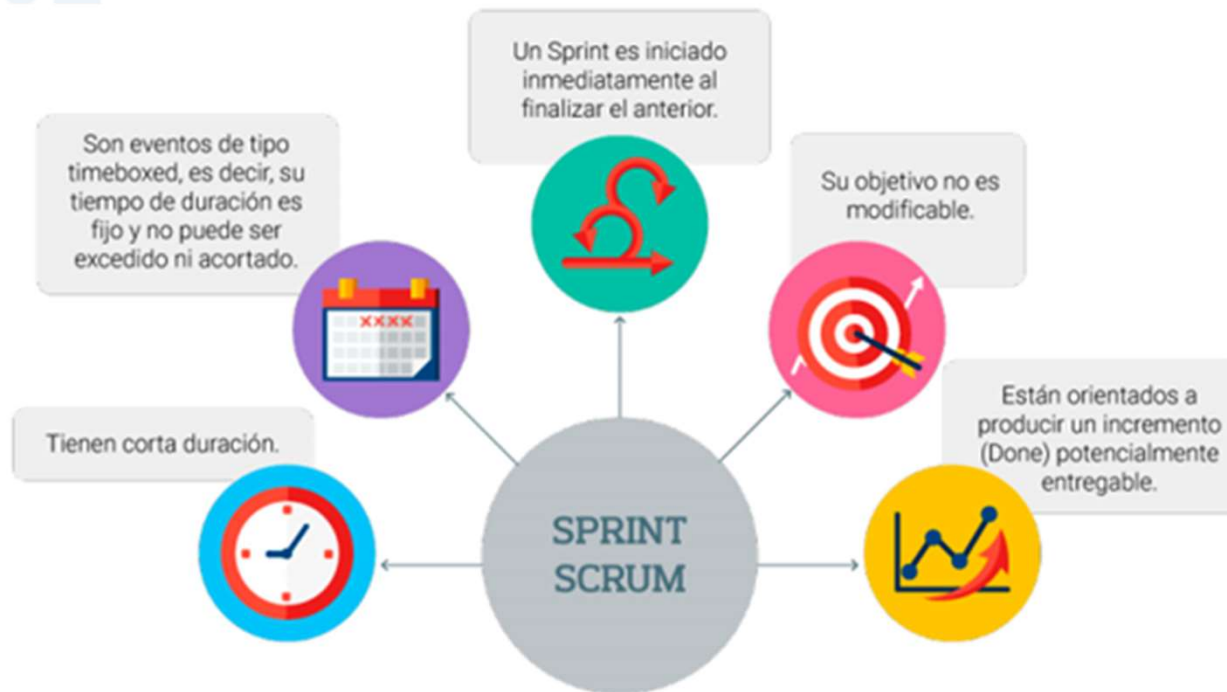 Un Sprint es iniciado
inmediatamente al
finalizar el anterior.
Son eventos de tipo
timeboxed, es decir, su
tiempo de duración es
fijo y no puede ser
excedido ni acortado.
Su objetivo no es
modificable.
Tienen corta duración.
Están orientados a
producir un incremento
(Done) potencialmente
entregable.
SPRINT
SCRUM
XXXX